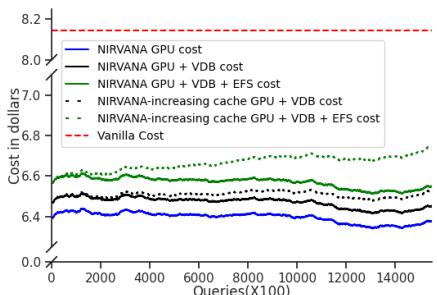 8.2
8.0
7.0
6.8
6.6
6.4
0.0
Cost in dollars
NIRVANA GPU cost
NIRVANA GPU + VDB cost
NIRVANA GPU + VDB + EFS cost
NIRVANA-increasing cache GPU + VDB cost
NIRVANA-increasing cache GPU + VDB + EFS cost
Vanilla Cost
0 2000 4000 6000 8000 10000 12000 14000
Queries(X100)